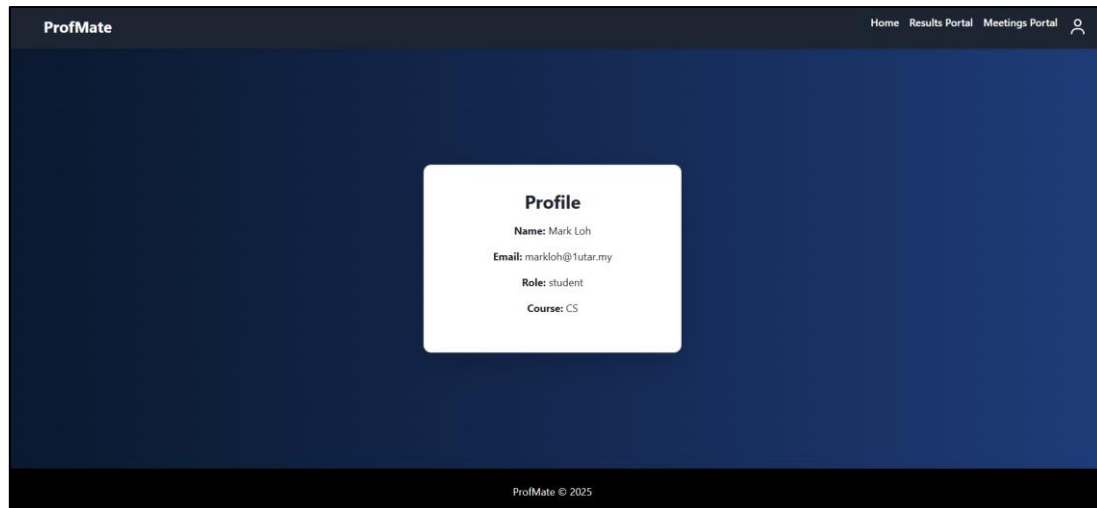 ProfMate
Home Results Portal Meetings Portal
Profile
Name: Mark Loh
Email: markloh@1utar.my
Role: student
Course: CS
ProfMate © 2025